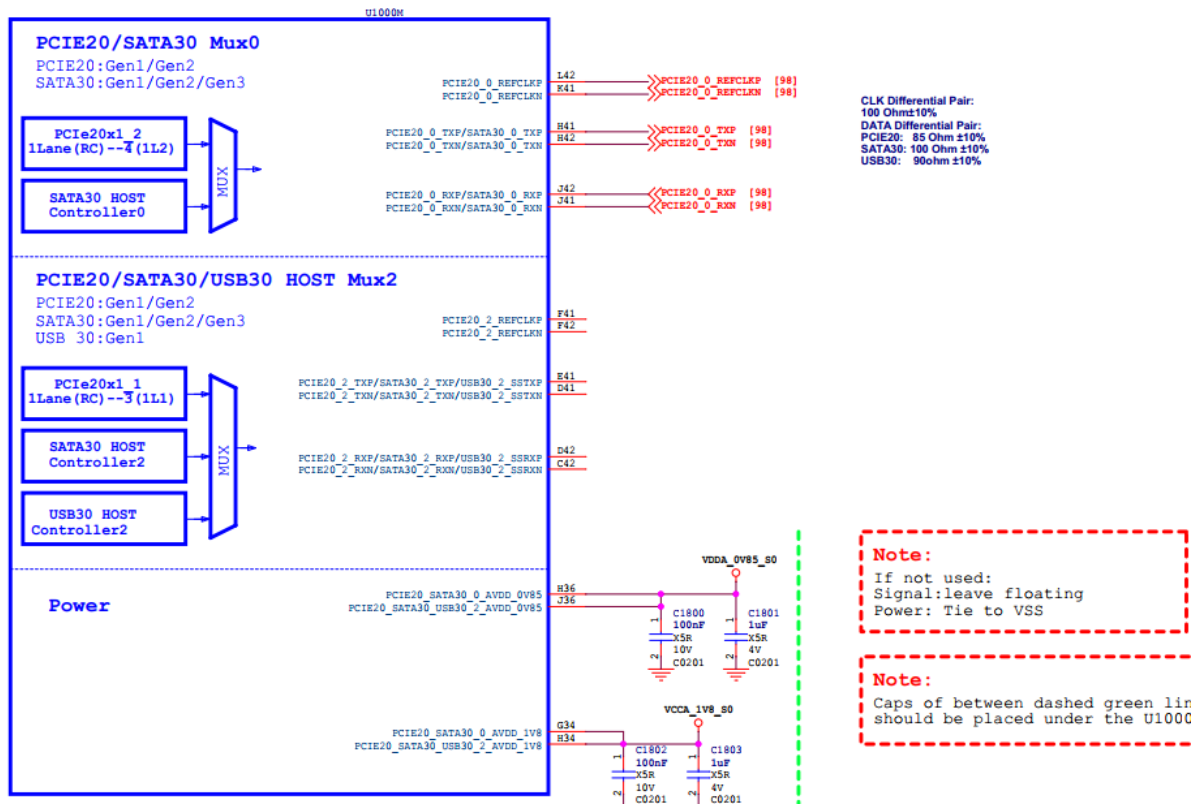 U1000M
PCIE20/SATA30 Mux0
PCIE20:Gen1/Gen2
SATA30:Gen1/Gen2/Gen3
PCIe20x1_2
1Lane(RC)--4(1L2)
SATA30 HOST
Controller0
MUX
PCIE20_0_REFCLKP L42 PCIE20_0_REFCLKP [98]
PCIE20_0_REFCLKN K41 PCIE20_0_REFCLKN [98]
PCIE20_0_TXP/SATA30_0_TXP H41 PCIE20_0_TXP [98]
PCIE20_0_TXN/SATA30_0_TXN H42 PCIE20_0_TXN [98]
PCIE20_0_RXP/SATA30_0_RXP J42 PCIE20_0_RXP [98]
PCIE20_0_RXN/SATA30_0_RXN J41 PCIE20_0_RXN [98]
CLK Differential Pair:
100 Ohm±10%
DATA Differential Pair:
PCIE20: 85 Ohm ±10%
SATA30: 100 Ohm ±10%
USB30: 90ohm ±10%
PCIE20/SATA30/USB30 HOST Mux2
PCIE20:Gen1/Gen2
SATA30:Gen1/Gen2/Gen3
USB 30:Gen1
PCIe20x1_1
1Lane(RC)--3(1L1)
SATA30 HOST
Controller2
USB30 HOST
Controller2
MUX
PCIE20_2_REFCLKP F41
PCIE20_2_REFCLKN F42
PCIE20_2_TXP/SATA30_2_TXP/USB30_2_SSTXP E41
PCIE20_2_TXN/SATA30_2_TXN/USB30_2_SSTXN D41
PCIE20_2_RXP/SATA30_2_RXP/USB30_2_SSRXP D42
PCIE20_2_RXN/SATA30_2_RXN/USB30_2_SSRXN C42
Power
PCIE20_SATA30_0_AVDD_0V85 H36
PCIE20_SATA30_USB30_2_AVDD_0V85 J36
VDDA_0V85_S0
1
2
C1800
100nF
X5R
10V
C0201
1
2
C1801
1uF
X5R
4V
C0201
PCIE20_SATA30_0_AVDD_1V8 G34
PCIE20_SATA30_USB30_2_AVDD_1V8 H34
VCCA_1V8_S0
1
2
C1802
100nF
X5R
10V
C0201
1
2
C1803
1uF
X5R
4V
C0201
Note:
If not used:
Signal:leave floating
Power: Tie to VSS
Note:
Caps of between dashed green lin
should be placed under the U1000